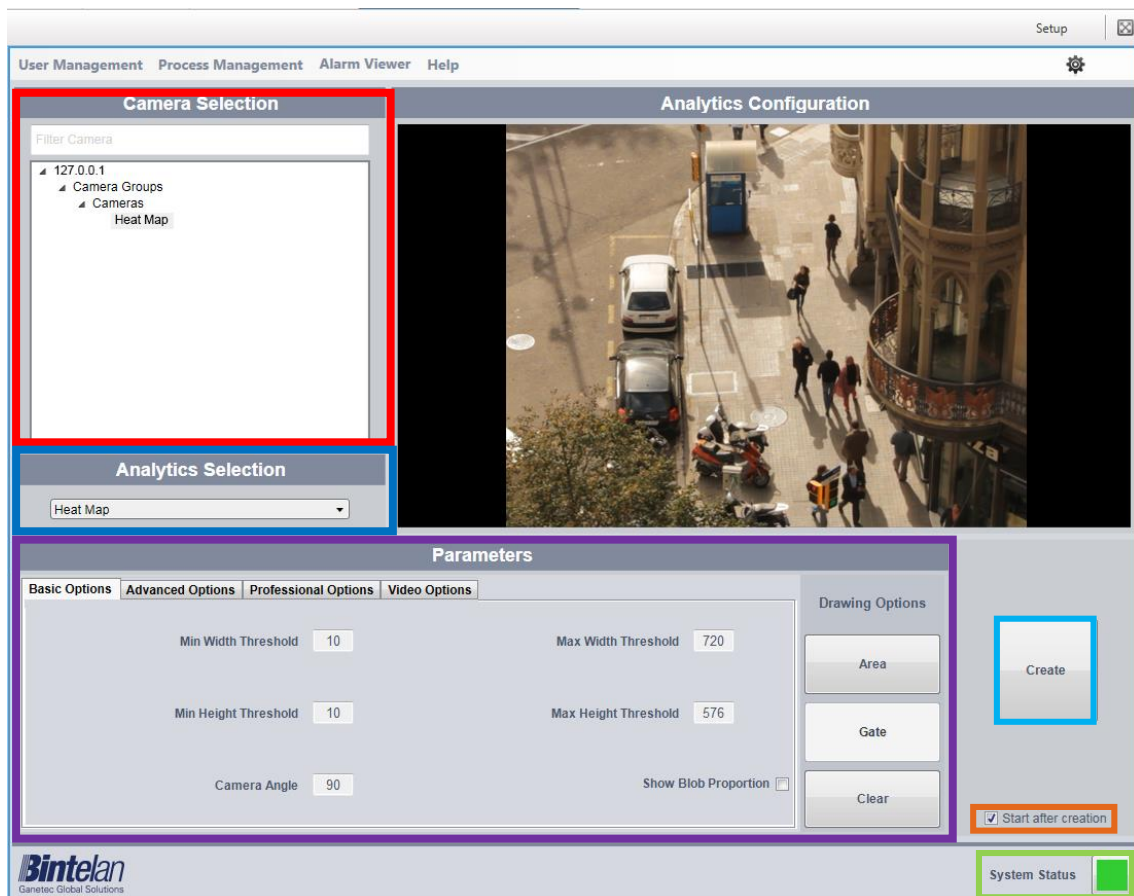 Setup
User Management Process Management Alarm Viewer Help
Camera Selection
Filter Camera
127.0.0.1
Camera Groups
Cameras
Heat Map
Analytics Selection
Heat Map
Analytics Configuration
Parameters
Basic Options Advanced Options Professional Options Video Options
Min Width Threshold 10 Max Width Threshold 720
Min Height Threshold 10 Max Height Threshold 576
Camera Angle 90 Show Blob Proportion
Drawing Options
Area
Gate
Clear
Create
Start after creation
Bintelan
Ganetec Global Solutions
System Status